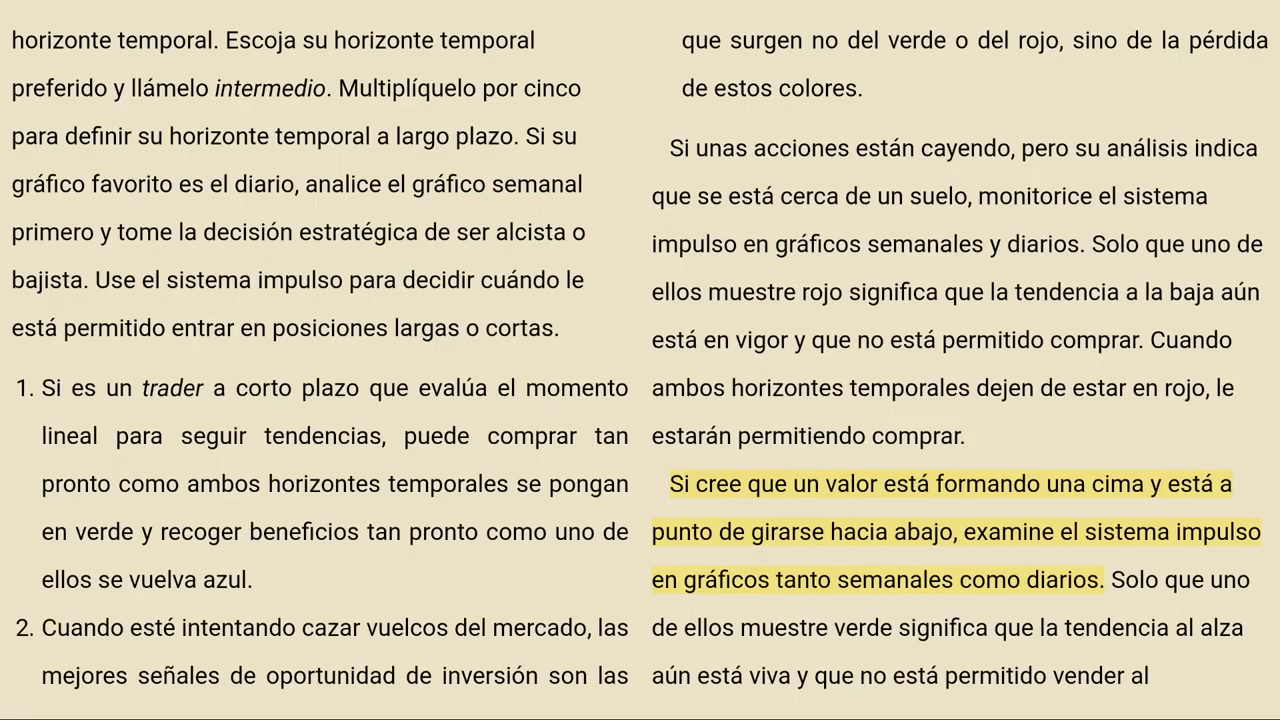 horizonte temporal. Escoja su horizonte temporal
preferido y llámelo intermedio. Multiplíquelo por cinco
para definir su horizonte temporal a largo plazo. Si su
gráfico favorito es el diario, analice el gráfico semanal
primero y tome la decisión estratégica de ser alcista o
bajista. Use el sistema impulso para decidir cuándo le
está permitido entrar en posiciones largas o cortas.
1. Si es un trader a corto plazo que evalúa el momento
lineal para seguir tendencias, puede comprar tan
pronto como ambos horizontes temporales se pongan
en verde y recoger beneficios tan pronto como uno de
ellos se vuelva azul.
2. Cuando esté intentando cazar vuelcos del mercado, las
mejores señales de oportunidad de inversión son las
que surgen no del verde o del rojo, sino de la pérdida
de estos colores.
Si unas acciones están cayendo, pero su análisis indica
que se está cerca de un suelo, monitorice el sistema
impulso en gráficos semanales y diarios. Solo que uno de
ellos muestre rojo significa que la tendencia a la baja aún
está en vigor y que no está permitido comprar. Cuando
ambos horizontes temporales dejen de estar en rojo, le
estarán permitiendo comprar.
Si cree que un valor está formando una cima y está a
punto de girarse hacia abajo, examine el sistema impulso
en gráficos tanto semanales como diarios. Solo que uno
de ellos muestre verde significa que la tendencia al alza
aún está viva y que no está permitido vender al